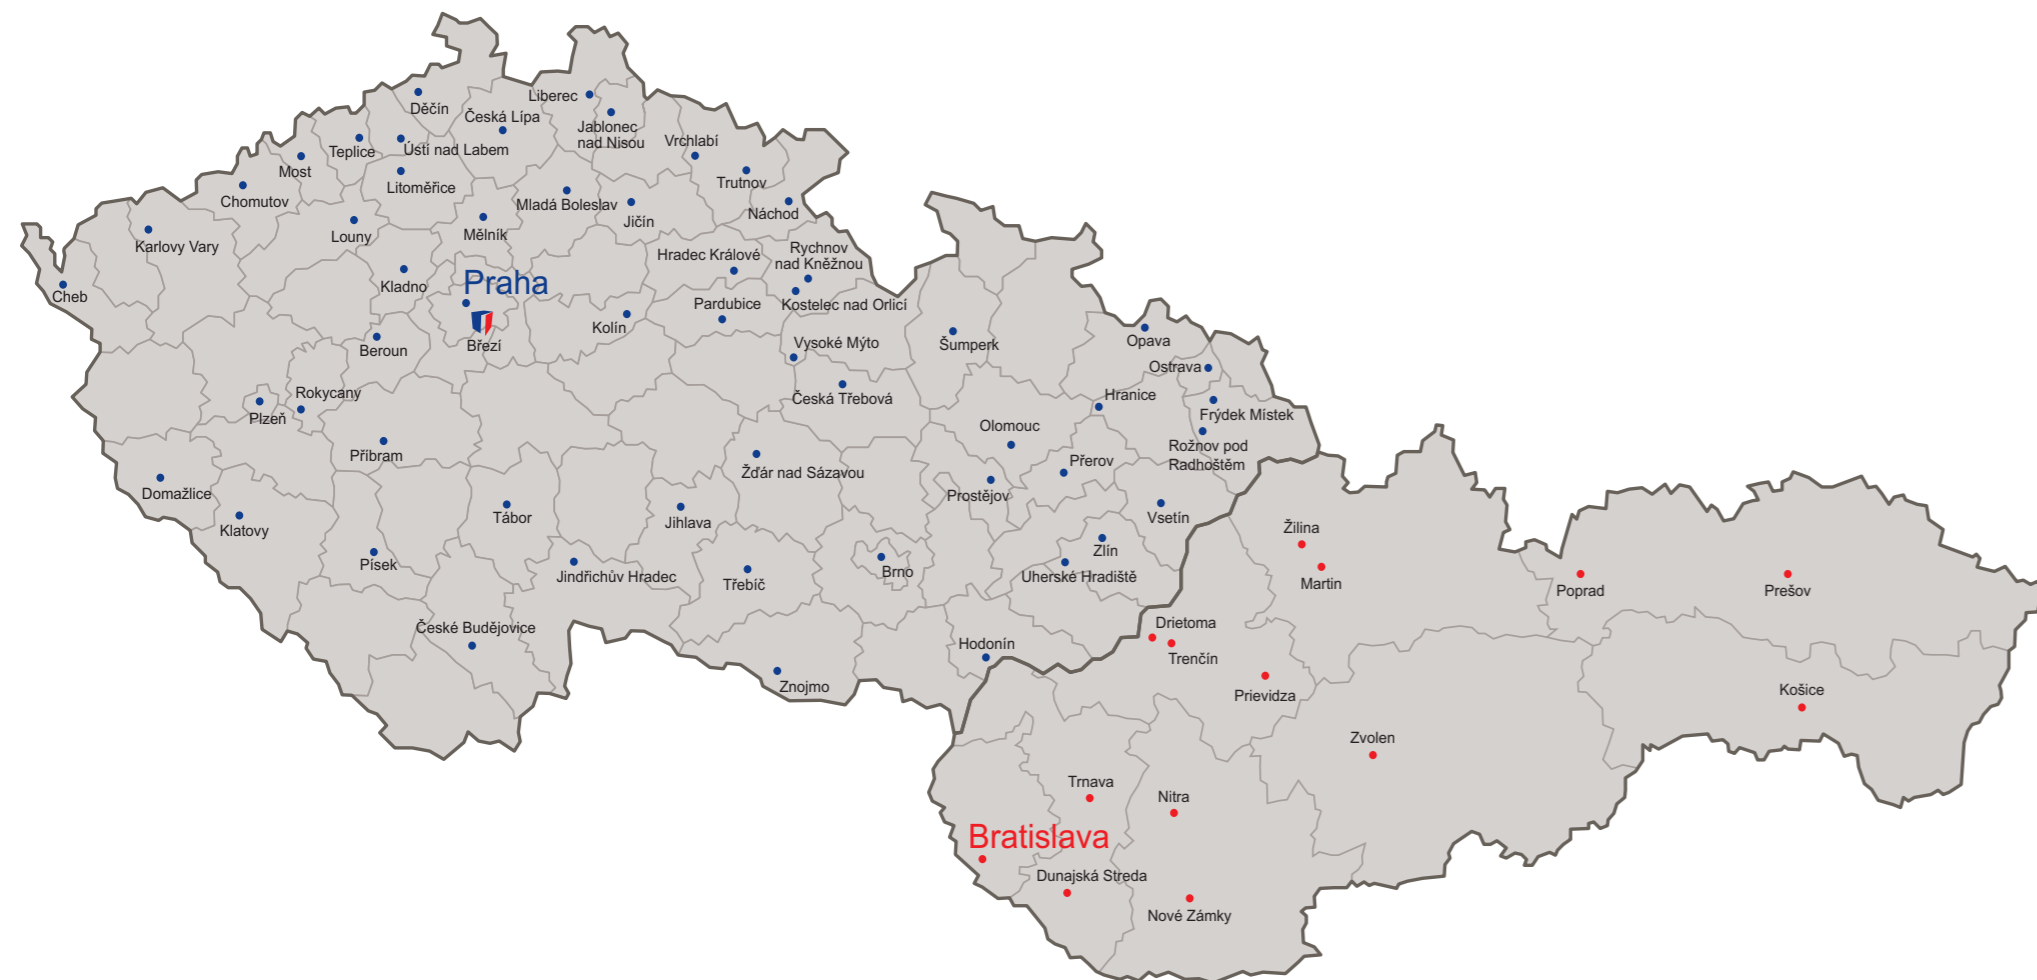 Děčín
Liberec
Česká Lípa
Jablonec
nad Nisou
Vrchlabí
Teplice
Ústí nad Labem
Most
Trutnov
Litoměřice
Chomutov
Mladá Boleslav
Jičín
Náchod
Louny
Mělník
Karlovy Vary
Hradec Králové
Rychnov
nad Kněžnou
Praha
Kladno
Cheb
Pardubice
Kostelec nad Orlicí
Kolín
Březí
Beroun
Vysoké Mýto
Šumperk
Opava
Ostrava
Rokycany
Česká Třebová
Hranice
Plzeň
Frýdek Místek
Olomouc
Rožnov pod
Radhoštěm
Příbram
Přerov
Žďár nad Sázavou
Domažlice
Prostějov
Tábor
Jihlava
Vsetín
Klatovy
Žilina
Zlín
Písek
Brno
Jindřichův Hradec
Třebíč
Uherské Hradiště
Martin
Poprad
Prešov
Drietoma
České Budějovice
Hodonín
Trenčín
Znojmo
Prievidza
Košice
Zvolen
Trnava
Nitra
Bratislava
Dunajská Streda
Nové Zámky